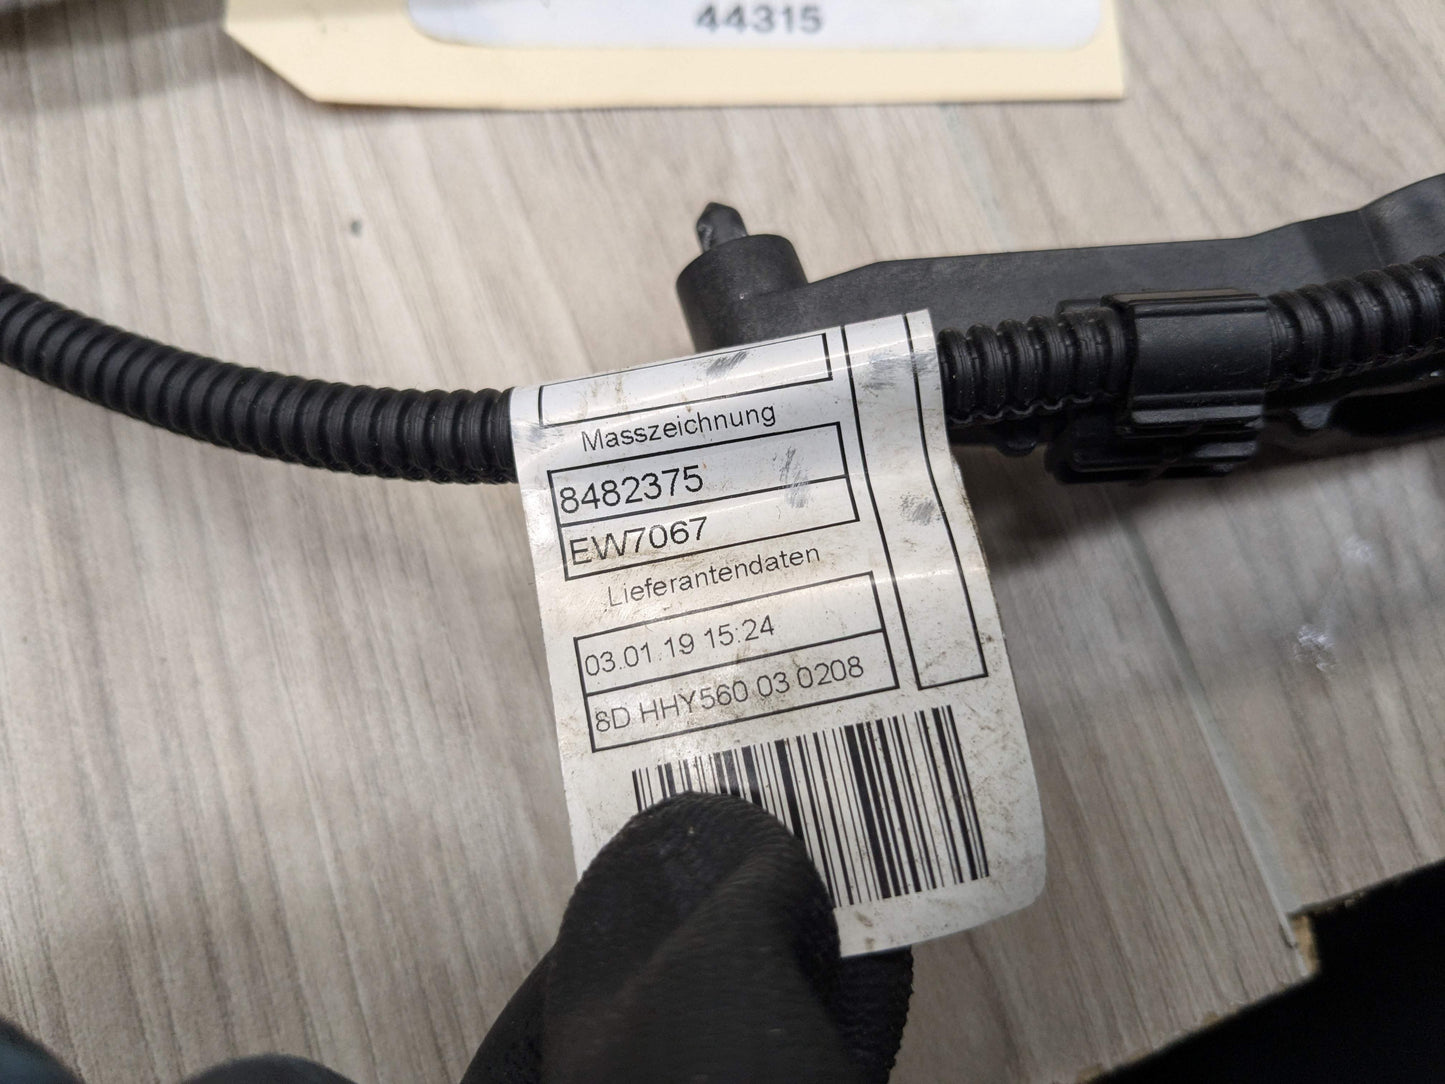 44315
Masszeichnung
8482375
EW7067
Lieferantendaten
03.01.19 15:24
8D HHY560 03 0208